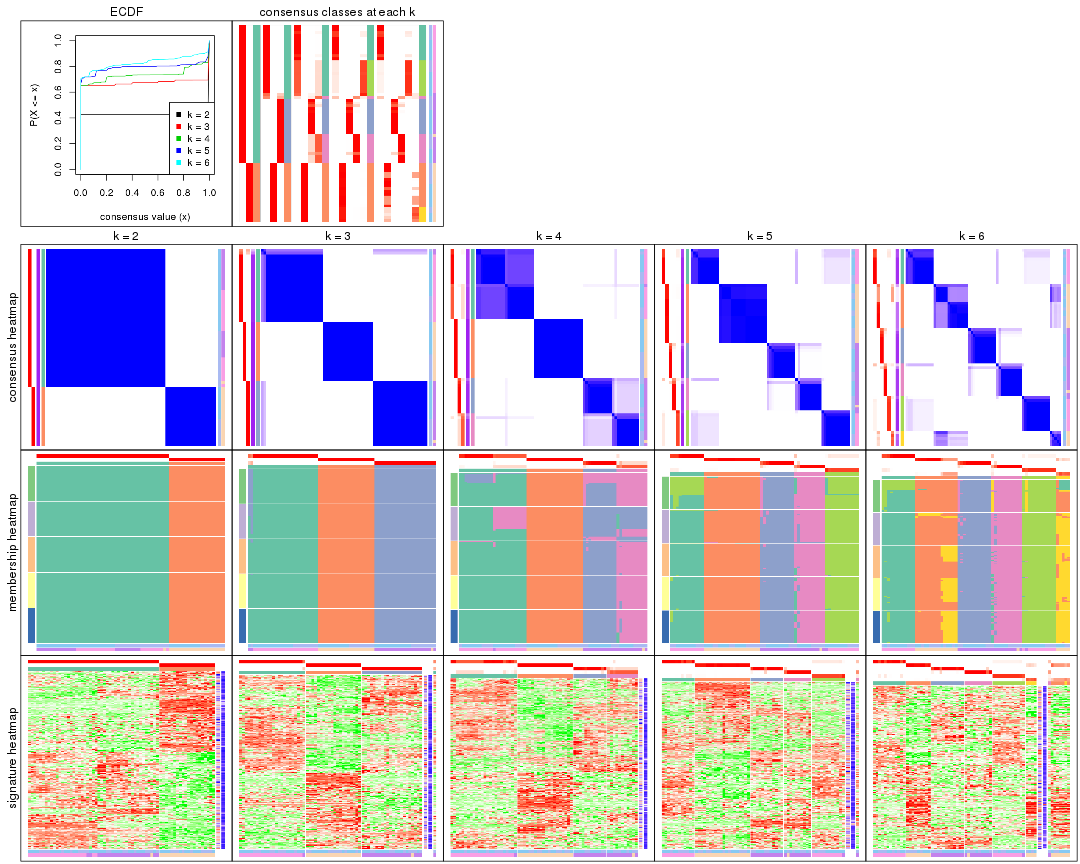 ECDF
consensus classes at each k
P(X <= x)
0.0 0.2 0.4 0.6 0.8 1.0
k = 2
k = 3
k = 4
k = 5
k = 6
0.0 0.2 0.4 0.6 0.8 1.0
consensus value (x)
k = 2
k = 3
k = 4
k = 5
k = 6
consensus heatmap
membership heatmap
signature heatmap